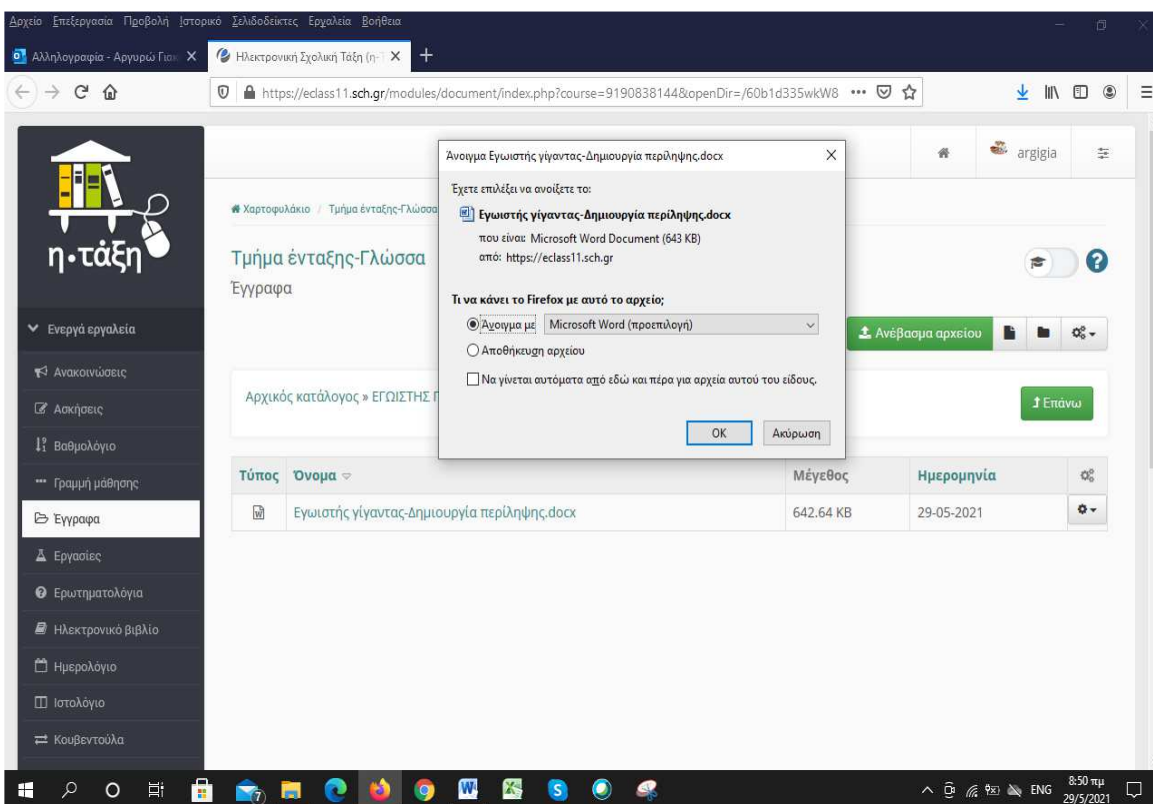 Αρχείο Επεξεργασία Προβολή Ιστορικό Σελιδοδείκτες Εργαλεία Βοήθεια
Αλληλογραφία - Αργυρώ Για
Ηλεκτρονική Σχολική Τάξη (η-Τ
https://eclass11.sch.gr/modules/document/index.php?course=9190838144&openDir=/60b1d335wkW8
η•τάξη
Ενεργά εργαλεία
Ανακοινώσεις
Ασκήσεις
Βαθμολόγιο
Γραμμή μάθησης
Έγγραφα
Εργασίες
Ερωτηματολόγια
Ηλεκτρονικό βιβλίο
Ημερολόγιο
Ιστολόγιο
Κουβεντούλα
argigia
Χαρτοφυλάκιο / Τμήμα ένταξης-Γλώσσα
Τμήμα ένταξης-Γλώσσα
Έγγραφα
Ανέβασμα αρχείου
Αρχικός κατάλογος » ΕΓΩΙΣΤΗΣ Γ
Επάνω
Τύπος Όνομα Μέγεθος Ημερομηνία
Εγωιστής γίγαντας-Δημιουργία περίληψης.docx 642.64 KB 29-05-2021
Άνοιγμα Εγωιστής γίγαντας-Δημιουργία περίληψης.docx
Έχετε επιλέξει να ανοίξετε το:
Εγωιστής γίγαντας-Δημιουργία περίληψης.docx
που είναι: Microsoft Word Document (643 KB)
από: https://eclass11.sch.gr
Τι να κάνει το Firefox με αυτό το αρχείο;
Άνοιγμα με Microsoft Word (προεπιλογή)
Αποθήκευση αρχείου
Να γίνεται αυτόματα από εδώ και πέρα για αρχεία αυτού του είδους.
OK Ακύρωση
7
ENG
8:50 πμ
29/5/2021